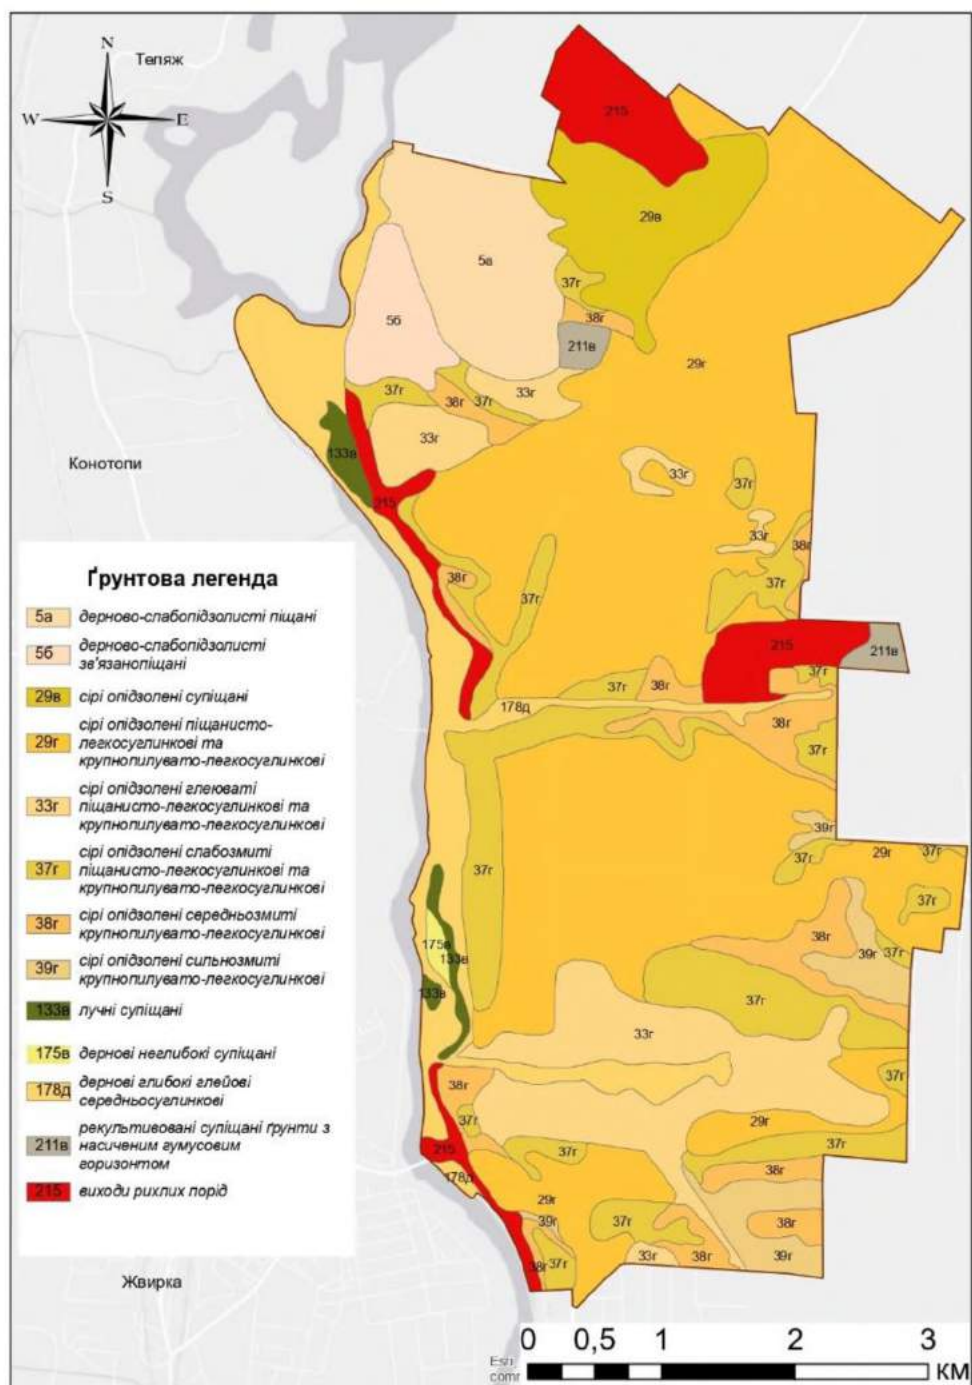 N
Теляж
W
E
S
215
29в
5а
37г
5б
38г
211в
29г
37г
33г
38г
37г
33г
133в
Конотопи
33г
37г
215
33г
38г
38г
37г
37г
215
211в
37г
37г
38г
178д
38г
37г
39г
37г
29г
37г
37г
37г
38г
175в
133в
39г
37г
133в
37г
33г
38г
37г
37г
29г
215
37г
37г
178д
38г
29г
39г
37г
38г
33г
38г
39г
38г
37г
Ґрунтова легенда
5а дерново-слабопідзолисті піщані
5б дерново-слабопідзолисті
зв'язанопіщані
29в сірі опідзолені супіщані
29г сірі опідзолені піщанисто-
легкосуглинкові та
крупнопилувато-легкосуглинкові
33г сірі опідзолені глеюваті
піщанисто-легкосуглинкові та
крупнопилувато-легкосуглинкові
37г сірі опідзолені слабозмиті
піщанисто-легкосуглинкові та
крупнопилувато-легкосуглинкові
38г сірі опідзолені середньозмиті
крупнопилувато-легкосуглинкові
39г сірі опідзолені сильнозмиті
крупнопилувато-легкосуглинкові
133в лучні супіщані
175в дернові неглибокі супіщані
178д дернові глибокі глейові
середньосуглинкові
211в рекультивовані супіщані ґрунти з
насиченим гумусовим
горизонтом
215 виходи рихлих порід
Жвирка
0 0,5 1 2 3
км
Esri,